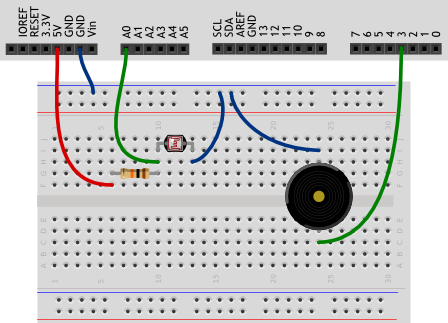 IOREF RESET 3.3V 5V GND GND Vin A0 A1 A2 A3 A4 A5 SCL SDA AREF GND 13 12 11 10 9 8 7 6 5 4 3 2 1 0
1 5 10 15 20 25 30
J
I
H
G
F
E
D
C
B
A
1 5 10 15 20 25 30